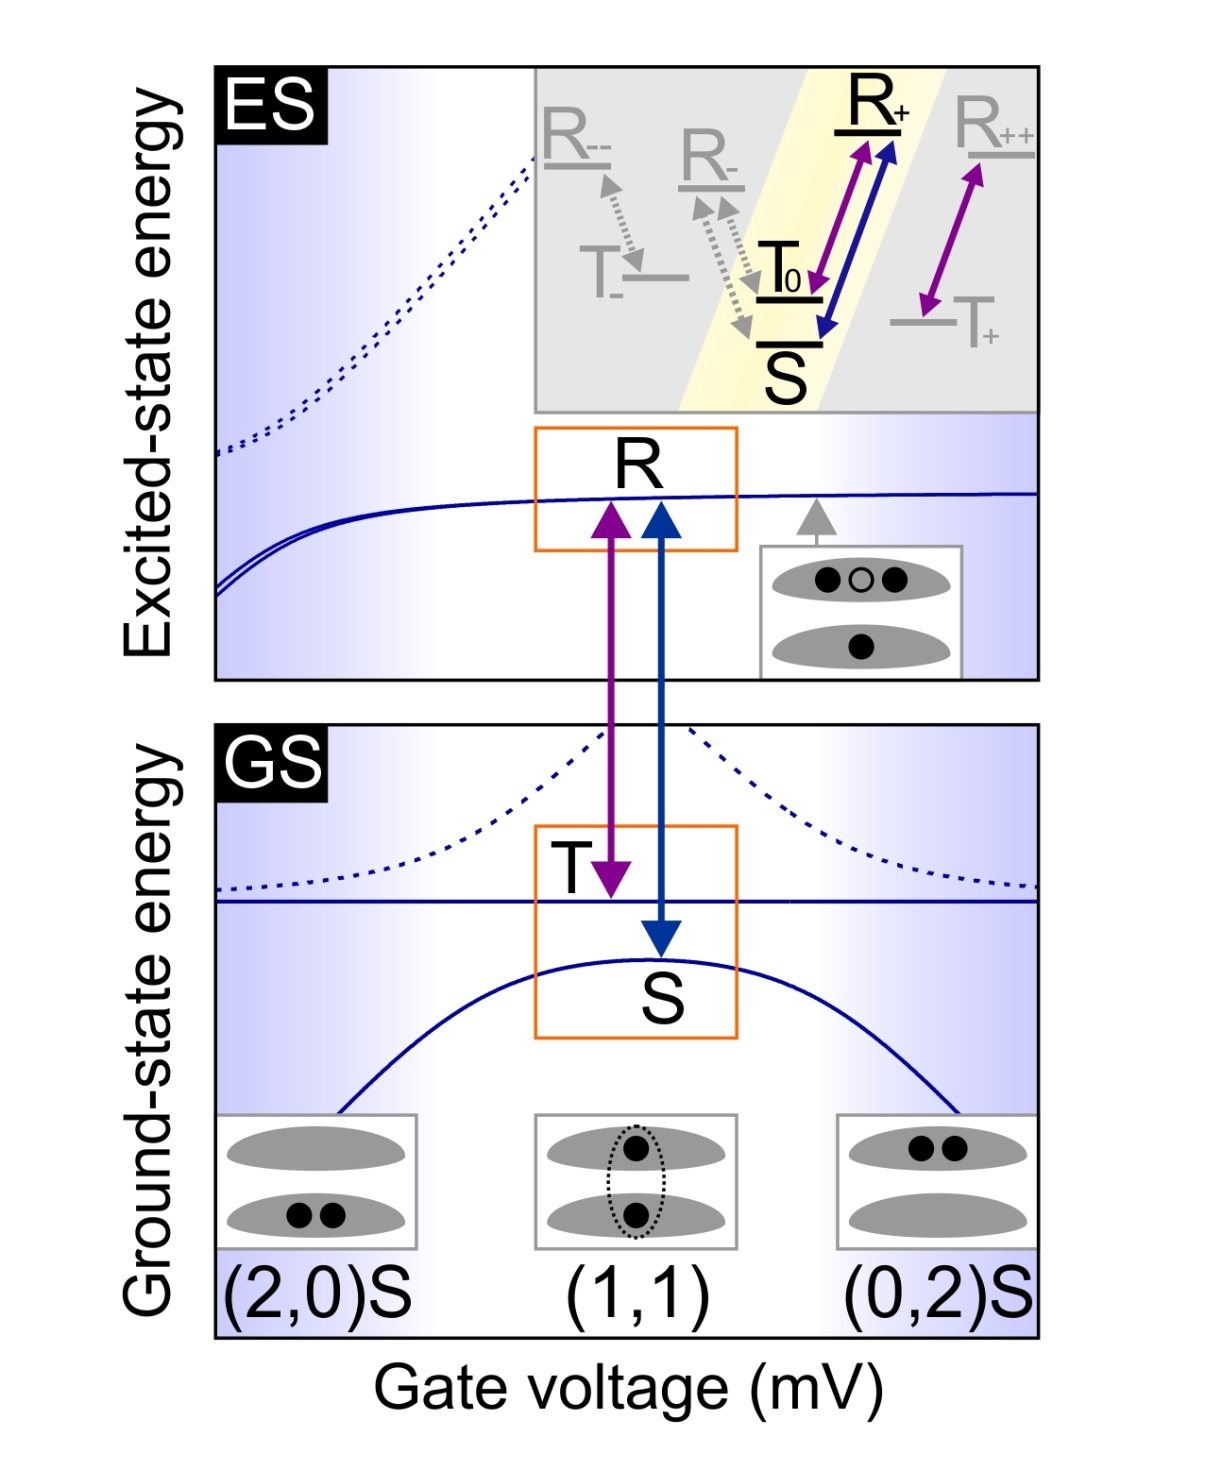 Excited-state energy
ES
R--
R-
R+
R++
T-
T0
T+
S
R
Ground-state energy
GS
T
S
(2,0)S
(1,1)
(0,2)S
Gate voltage (mV)